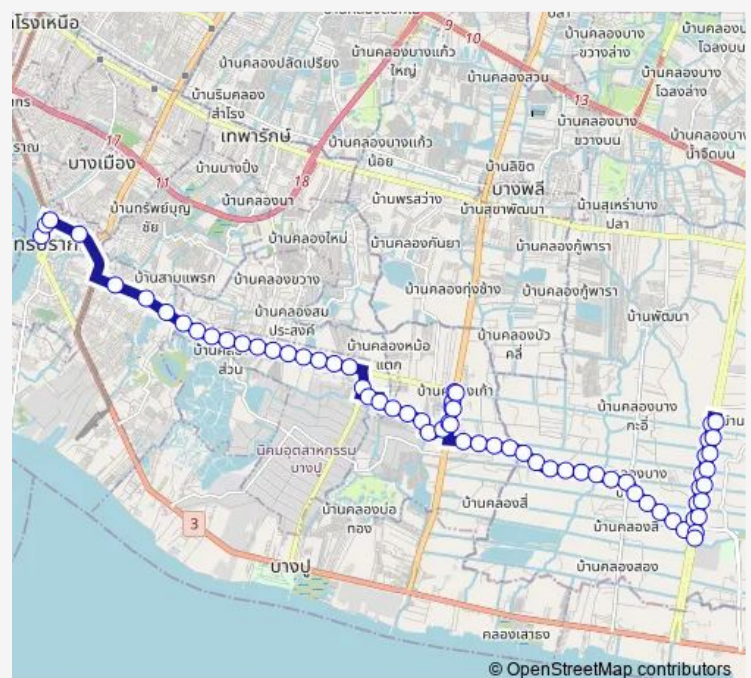 าโรงเหนือ
บ้านคลองปลัดเปรียง
บ้านคลองบางแก้ว
ใหญ่
9
10
บ้านคลองบาง
ขวางล่าง
บ้านคลองสวน
บ้านคลองบาง
โฉลงล่าง
บ้านริมคลอง
สำโรง
13
เทพารักษ์
17
บางเมือง
11
บ้านนางปิ่ง
บ้านคลองบางแก้ว
น้อย
บ้านคลองบาง
ขวางบน
น้ำจืดบน
บ้านลิขิต
18
บางพลี
บ้านทรัพย์มุญ
ชัย
บ้านคลองนา
บ้านพรสว่าง
บ้านสุขาพัฒนา
บ้านสุเหร่าบาง
ปลา
บ้านคลองใหม่
บ้านคลองกันยา
บ้านคลองกู้พารา
บ้านสามแพรก
บ้านคลองขวาง
บ้านคลองทุ่งช้าง
บ้านคลองกู้พารา
บ้านคลองสม
ประสงค์
บ้านพัฒนา
บ้านคลองบัว
คลี่
บ้านคลองหม้อ
แตก
ส่วน
บ้านคลองบาง
กะอี่
นิคมอุตสาหกรรม
บางปู
บ้านคลองสี่
บ้านคลองบ่อ
ทอง
3
บ้านคลองสอง
บางปู
คลองเสาธง
© OpenStreetMap contributors